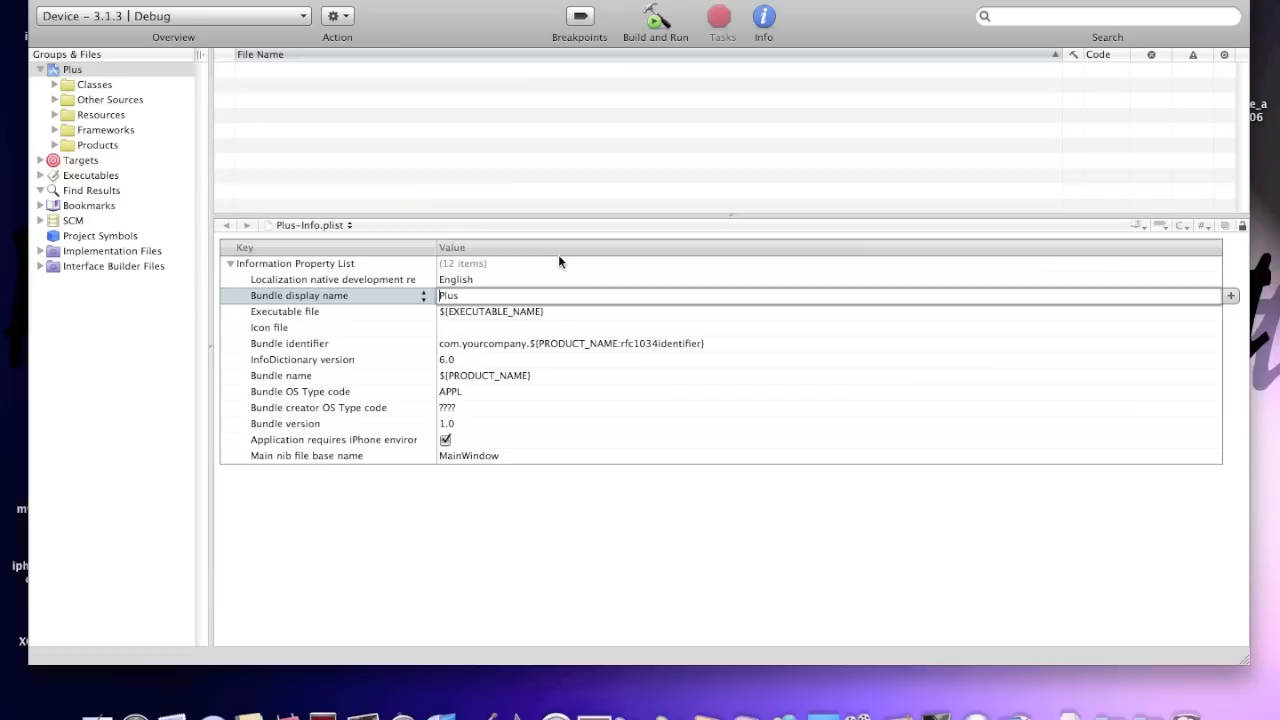 Device - 3.1.3 | Debug
Overview
Action
Breakpoints
Build and Run
Tasks
Info
Search
Groups & Files
File Name
Code
Plus
Classes
Other Sources
Resources
Frameworks
Products
Targets
Executables
Find Results
Bookmarks
SCM
Project Symbols
Implementation Files
Interface Builder Files
Plus-Info.plist
C
#
Key Value
Information Property List (12 items)
Localization native development re English
Bundle display name Plus
Executable file ${EXECUTABLE_NAME}
Icon file
Bundle identifier com.yourcompany.${PRODUCT_NAME:rfc1034identifier}
InfoDictionary version 6.0
Bundle name ${PRODUCT_NAME}
Bundle OS Type code APPL
Bundle creator OS Type code ????
Bundle version 1.0
Application requires iPhone enviror
Main nib file base name MainWindow
e_a
06
iph